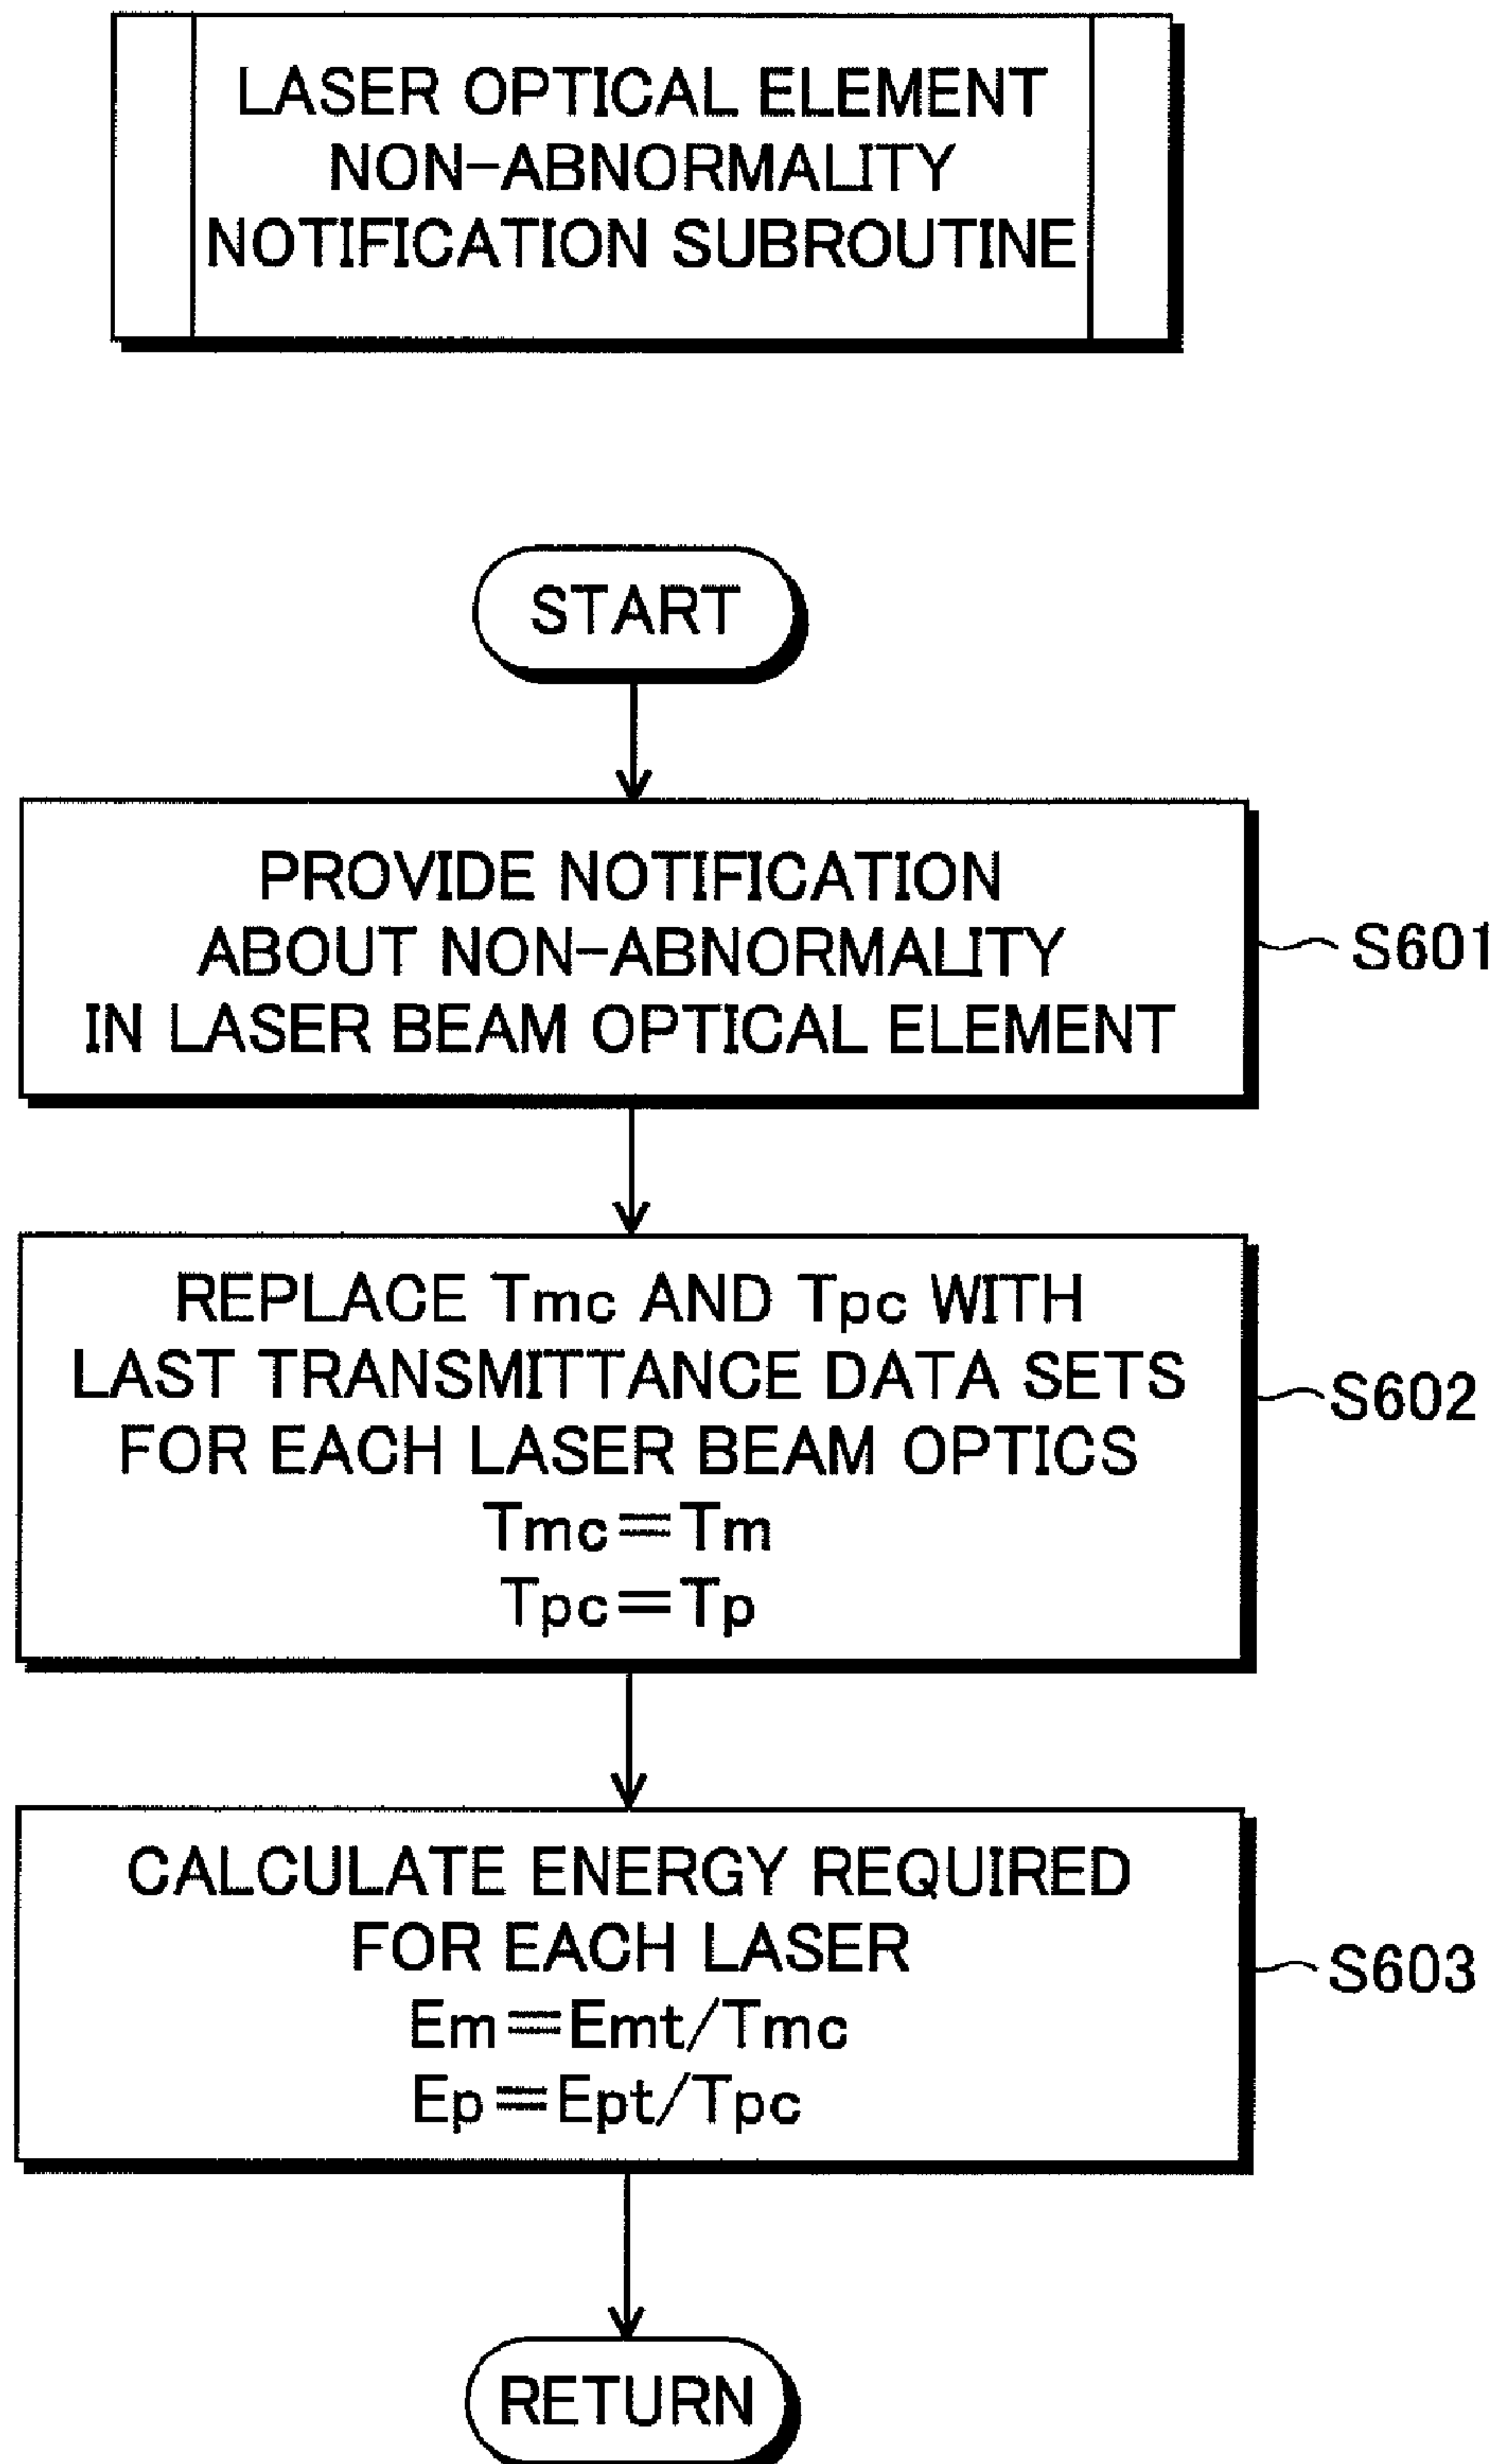 LASER OPTICAL ELEMENT
NON-ABNORMALITY
NOTIFICATION SUBROUTINE
START
PROVIDE NOTIFICATION
ABOUT NON-ABNORMALITY
IN LASER BEAM OPTICAL ELEMENT
S601
REPLACE Tmc AND Tpc WITH
LAST TRANSMITTANCE DATA SETS
FOR EACH LASER BEAM OPTICS
Tmc=Tm
Tpc=Tp
S602
CALCULATE ENERGY REQUIRED
FOR EACH LASER
Em=Emt/Tmc
Ep=Ept/Tpc
S603
RETURN